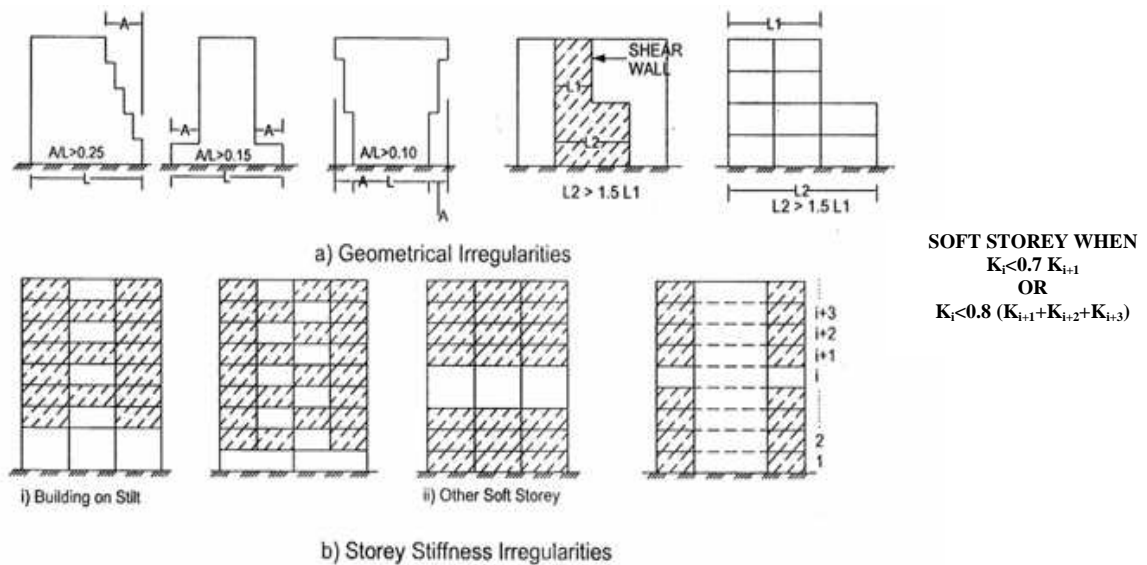 A
A/L>0.25
L
A
A
A/L>0.15
L
A/L>0.10
A
L
A
SHEAR
WALL
L1
L2
L2 > 1.5 L1
L1
L2
L2 > 1.5 L1
a) Geometrical Irregularities
SOFT STOREY WHEN
Ki<0.7 Ki+1
OR
Ki<0.8 (Ki+1+Ki+2+Ki+3)
i+3
i+2
i+1
i
2
1
i) Building on Stilt
ii) Other Soft Storey
b) Storey Stiffness Irregularities